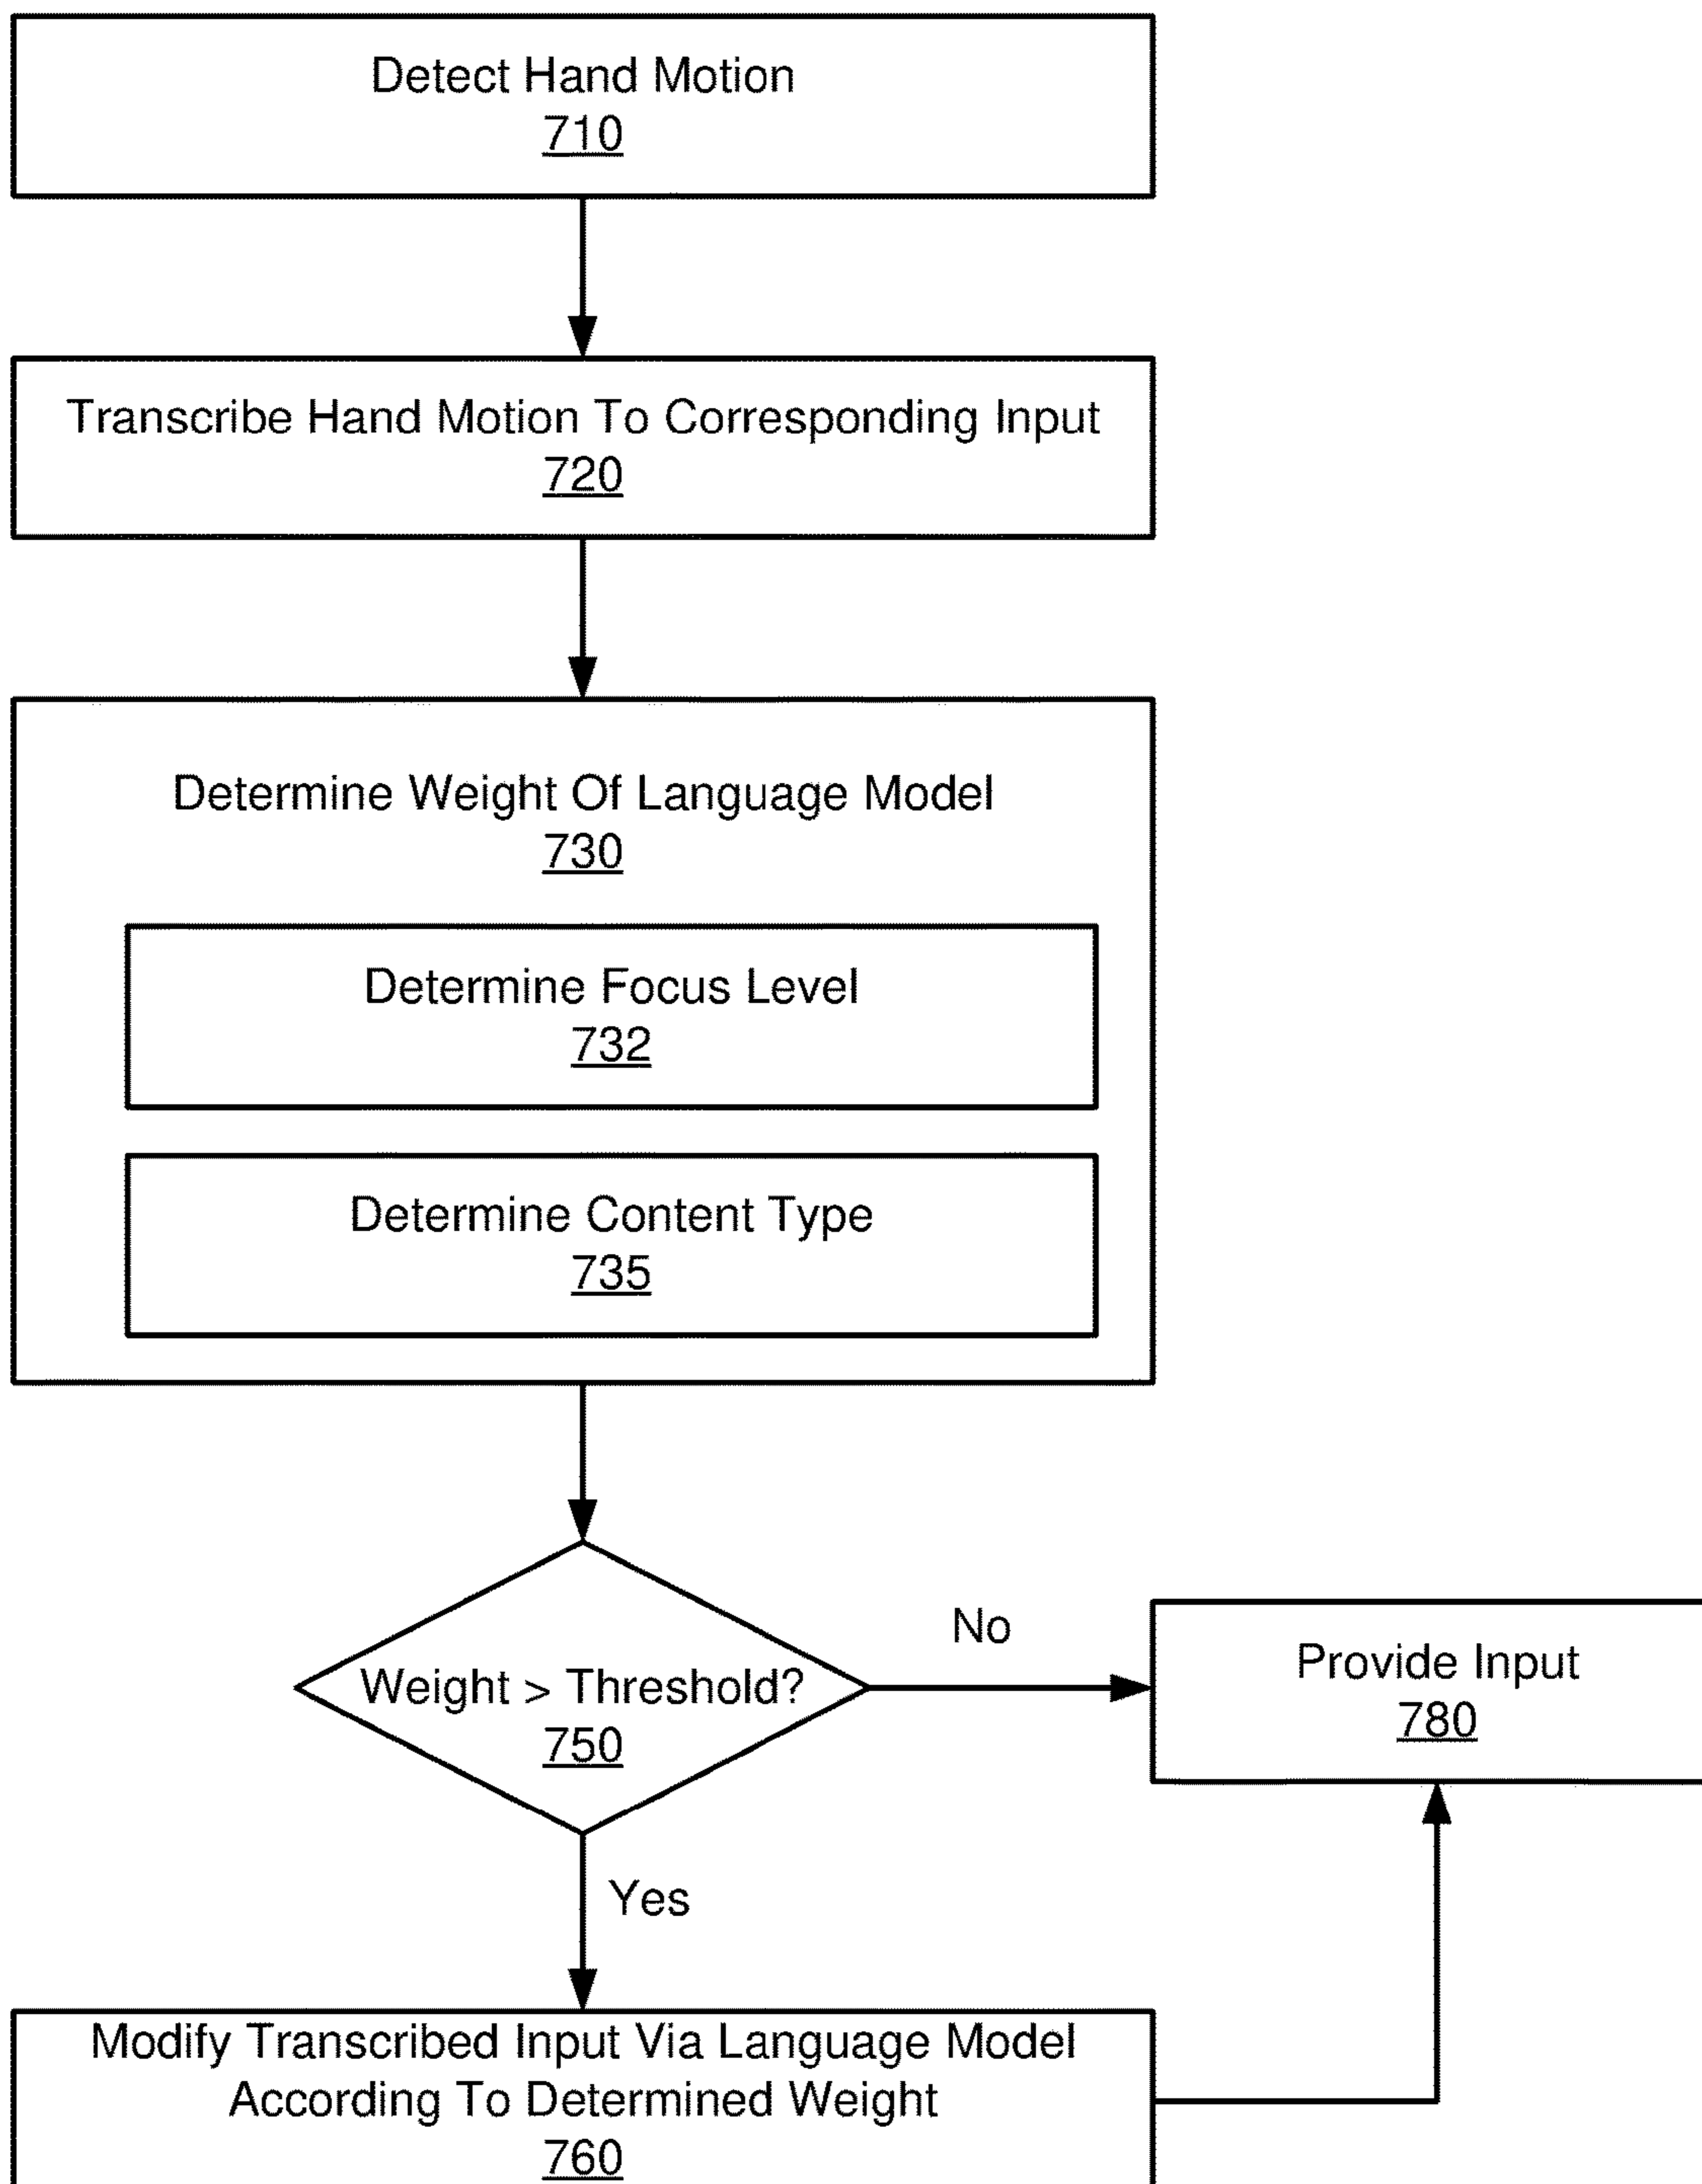 Detect Hand Motion
710
Transcribe Hand Motion To Corresponding Input
720
Determine Weight Of Language Model
730
Determine Focus Level
732
Determine Content Type
735
Weight > Threshold?
750
No
Provide Input
780
Yes
Modify Transcribed Input Via Language Model
According To Determined Weight
760